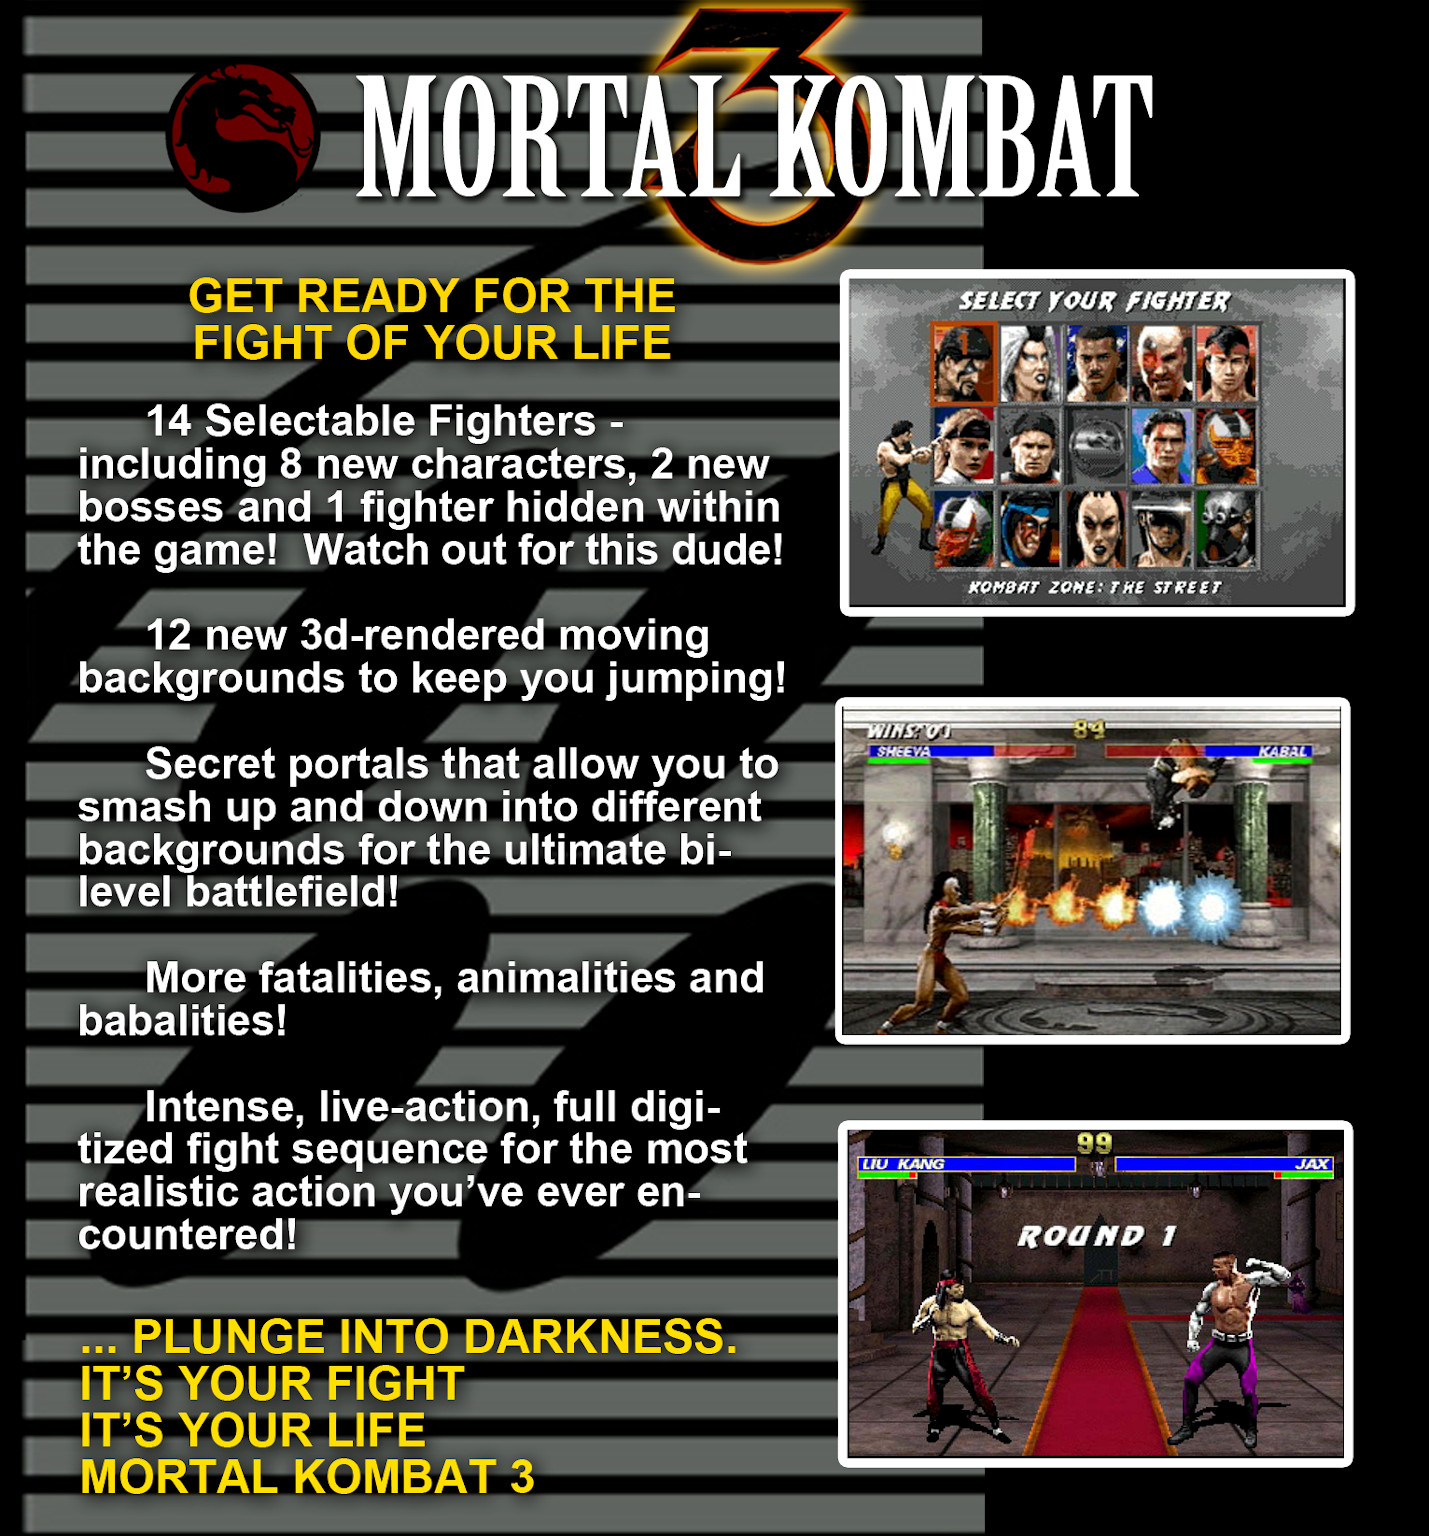 3
MORTAL KOMBAT
GET READY FOR THE
FIGHT OF YOUR LIFE
14 Selectable Fighters -
including 8 new characters, 2 new
bosses and 1 fighter hidden within
the game!  Watch out for this dude!
12 new 3d-rendered moving
backgrounds to keep you jumping!
Secret portals that allow you to
smash up and down into different
backgrounds for the ultimate bi-
level battlefield!
More fatalities, animalities and
babalities!
Intense, live-action, full digi-
tized fight sequence for the most
realistic action you’ve ever en-
countered!
... PLUNGE INTO DARKNESS.
IT’S YOUR FIGHT
IT’S YOUR LIFE
MORTAL KOMBAT 3
SELECT YOUR FIGHTER
1
KOMBAT ZONE: THE STREET
WINS: 01
84
SHEEVA
KABAL
99
LIU KANG
JAX
ROUND 1